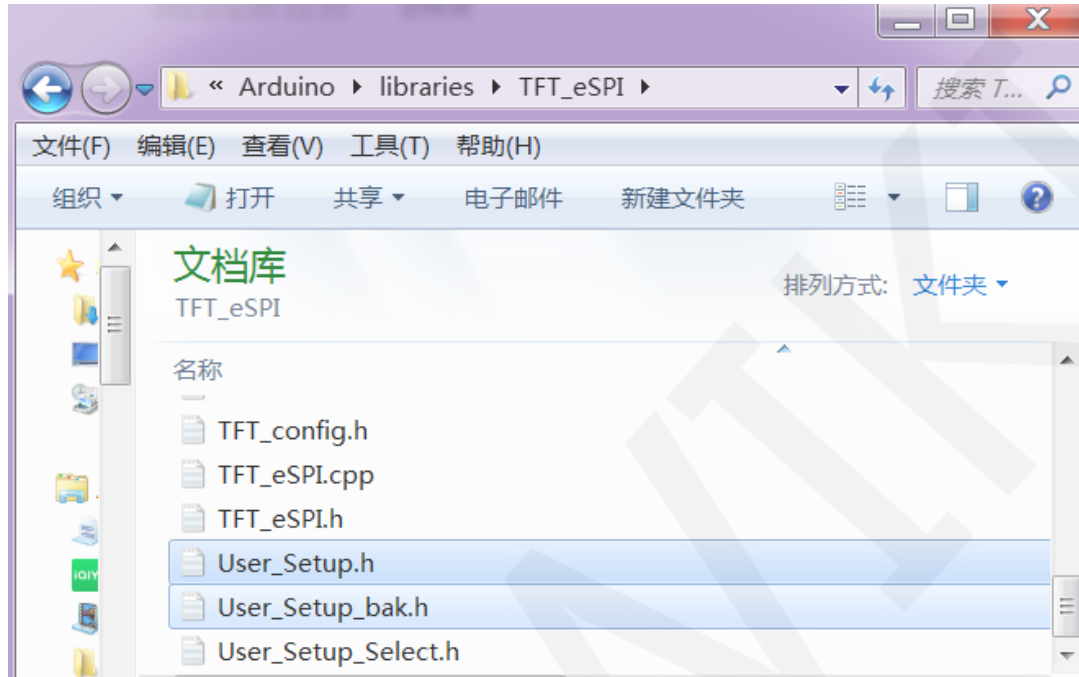 « Arduino ▸ libraries ▸ TFT_eSPI ▸ 搜索 T...
文件(F) 编辑(E) 查看(V) 工具(T) 帮助(H)
组织 打开 共享 电子邮件 新建文件夹
文档库
TFT_eSPI
排列方式: 文件夹
名称
TFT_config.h
TFT_eSPI.cpp
TFT_eSPI.h
User_Setup.h
User_Setup_bak.h
User_Setup_Select.h